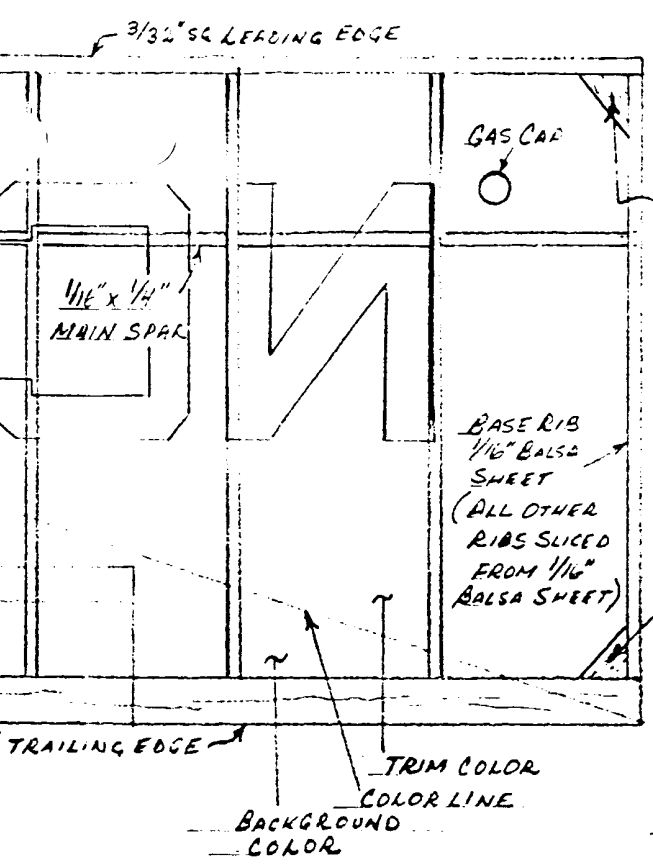 3/32" SQ LEADING EDGE
GAS CAP
N
1/16" x 1/4"
MAIN SPAR
BASE RIB
1/16" BALSA
SHEET
(ALL OTHER
RIBS SLICED
FROM 1/16"
BALSA SHEET)
TRAILING EDGE
TRIM COLOR
COLOR LINE
BACKGROUND
COLOR